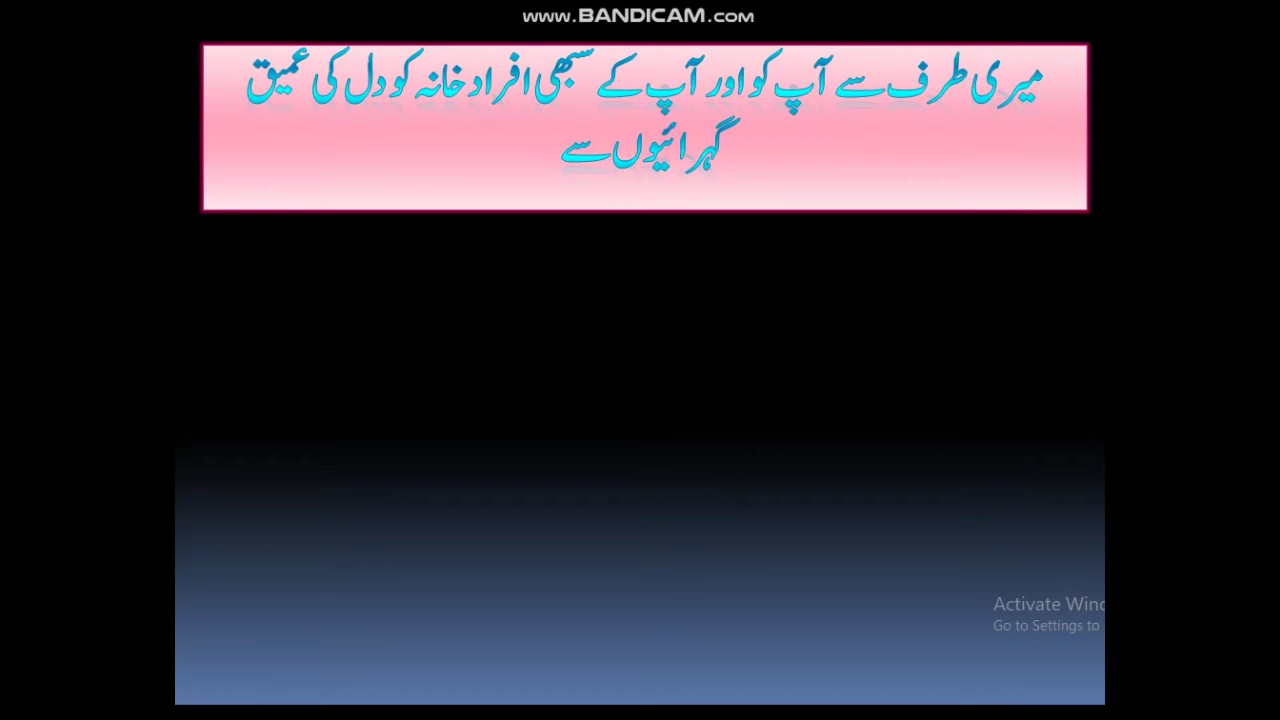 www.BANDICAM.com
میری طرف سے آپ کو اور آپ کے سبھی افراد خانہ کو دل کی عمیق
گہرائیوں سے
Activate Wind
Go to Settings to